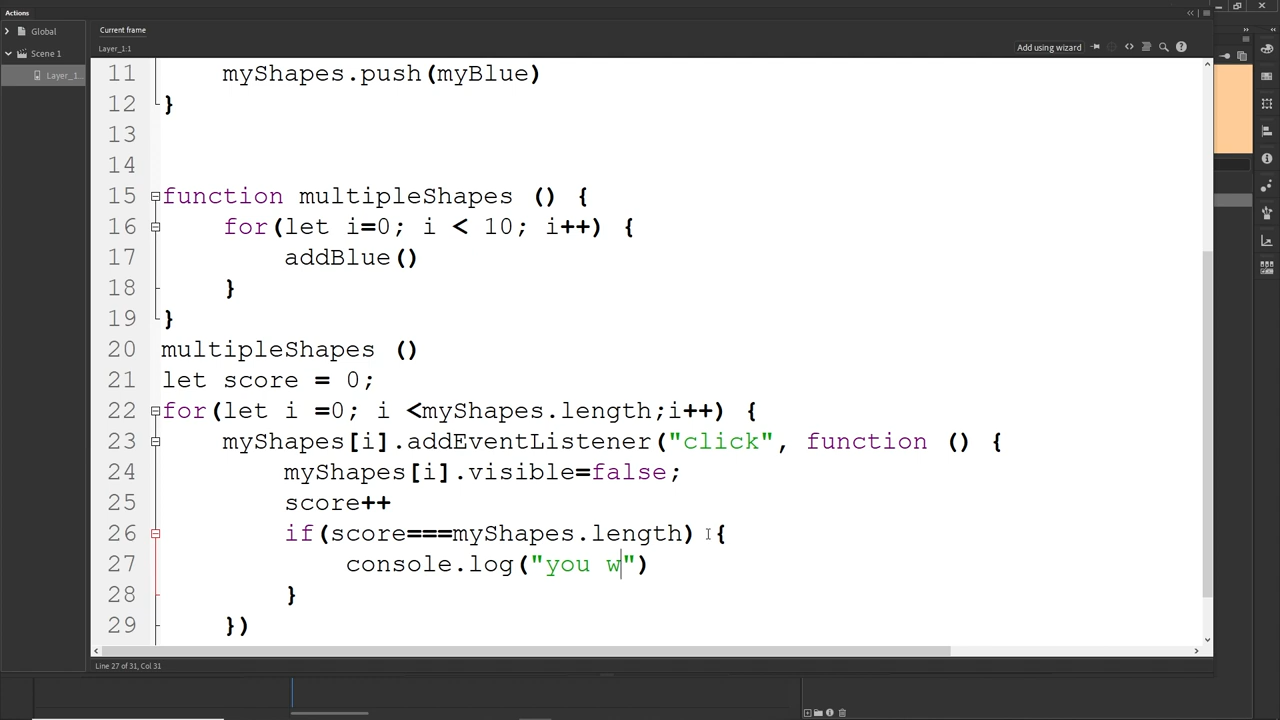 Actions
Global
Current frame
Scene 1
Layer_1:1
Add using wizard
Layer_1...
11 myShapes.push(myBlue)
12 }
13
14
15 function multipleShapes () {
16 for(let i=0; i < 10; i++) {
17 addBlue()
18 }
19 }
20 multipleShapes ()
21 let score = 0;
22 for(let i =0; i <myShapes.length;i++) {
23 myShapes[i].addEventListener("click", function () {
24 myShapes[i].visible=false;
25 score++
26 if(score===myShapes.length) {
27 console.log("you w")
28 }
29 })
Line 27 of 31, Col 31